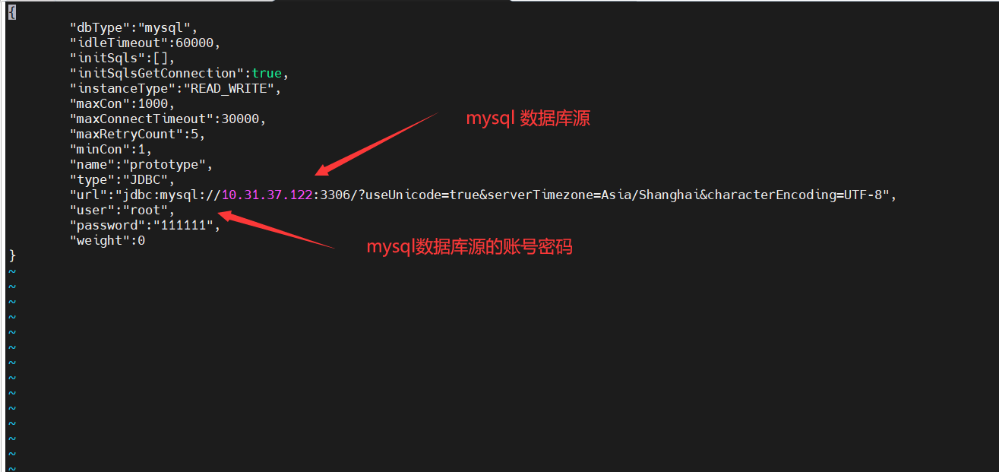 {
"dbType":"mysql",
"idleTimeout":60000,
"initSqls":[],
"initSqlsGetConnection":true,
"instanceType":"READ_WRITE",
"maxCon":1000,
"maxConnectTimeout":30000,
mysql 数据库源
"maxRetryCount":5,
"minCon":1,
"name":"prototype",
"type":"JDBC",
"url":"jdbc:mysql://10.31.37.122:3306/?useUnicode=true&serverTimezone=Asia/Shanghai&characterEncoding=UTF-8",
"user":"root",
"password":"111111",
"weight":0
mysql数据库源的账号密码
}
~
~
~
~
~
~
~
~
~
~
~
~
~
~